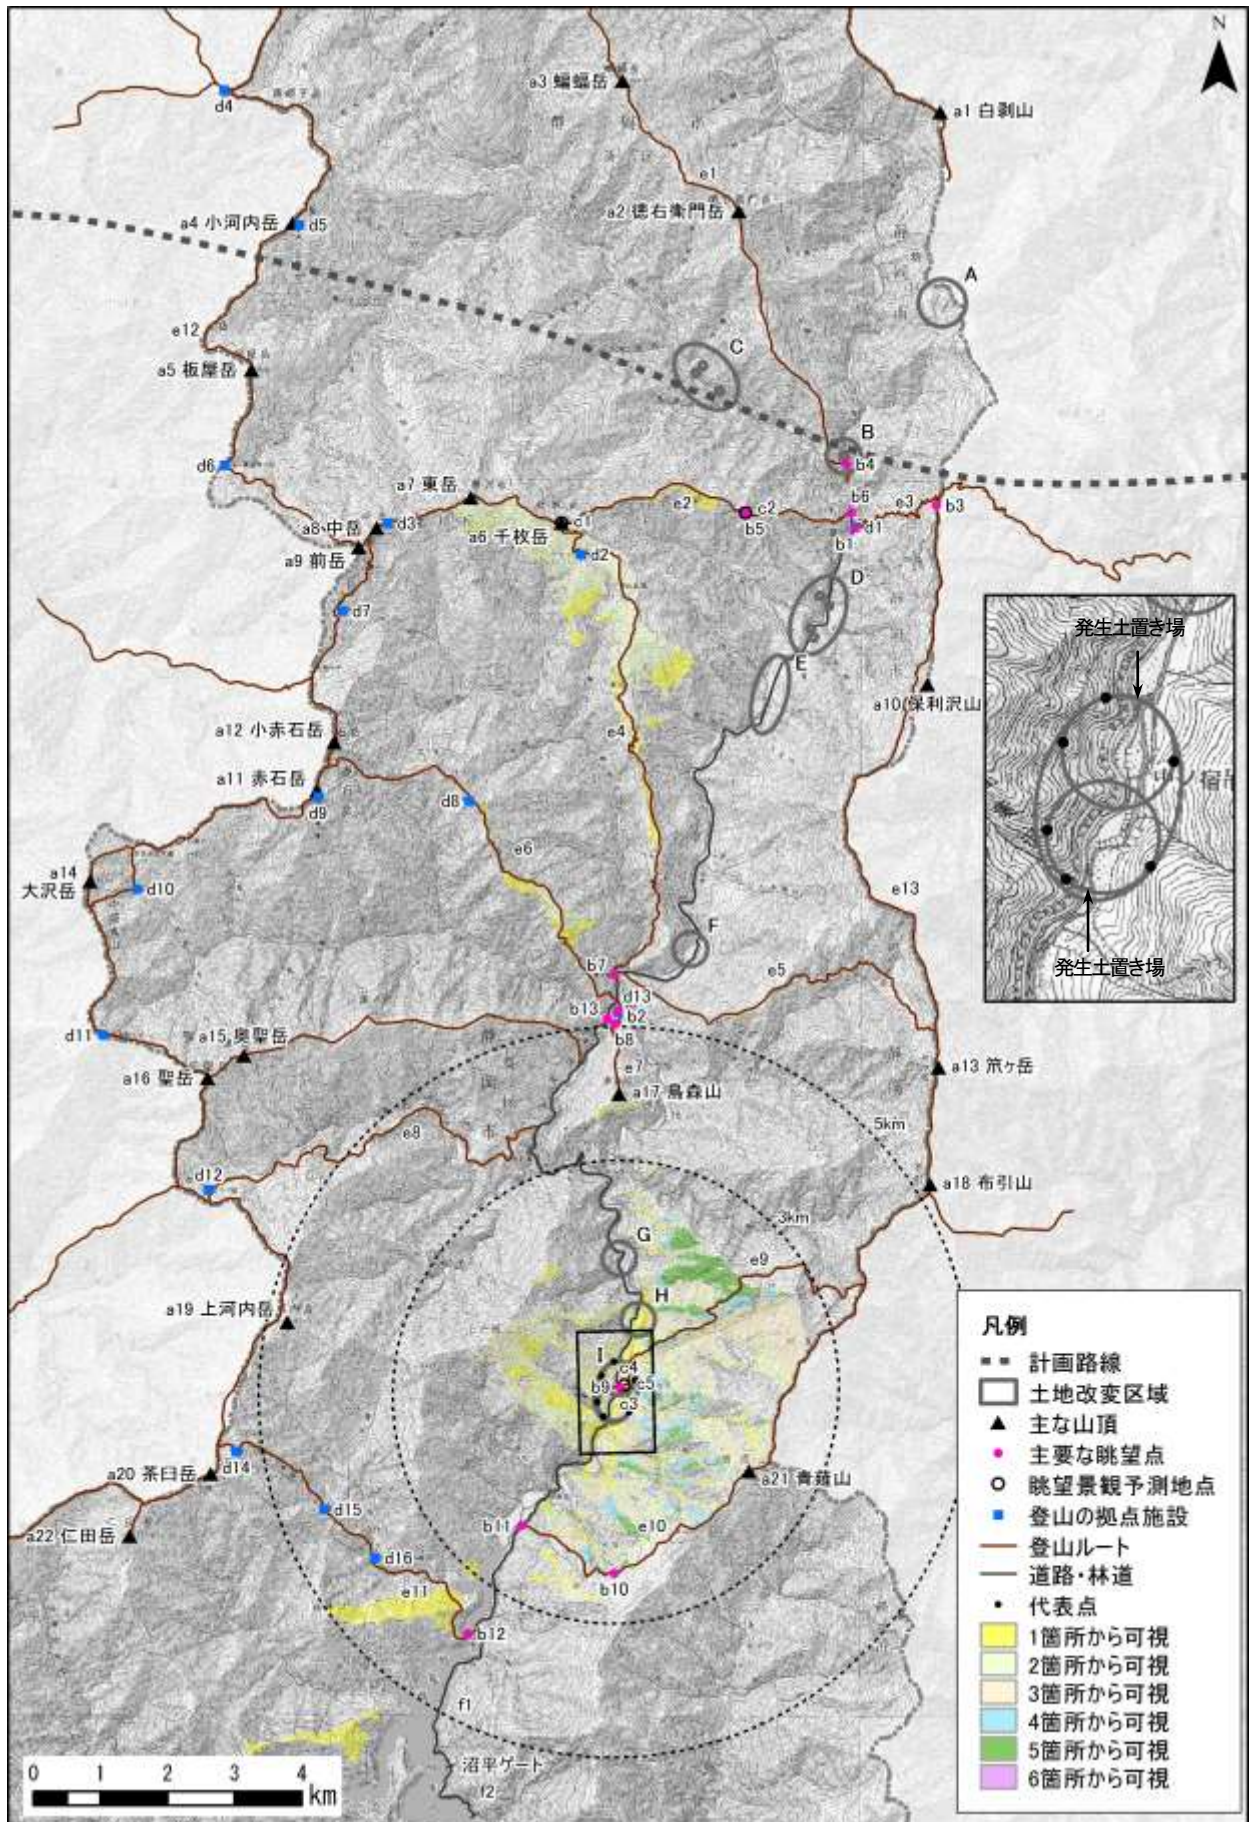 N
d4
a3 蝙蝠岳
a1 白剥山
e1
a2 徳右衛門岳
a4 小河内岳
d5
A
e12
C
a5 板屋岳
B
b4
d6
a7 東岳
e2
c2
b5
b6
e3
b3
a8 中岳
d3
c1
a6 千枚岳
b1
d1
a9 前岳
d2
D
d7
発生土置き場
E
a10 保利沢山
a12 小赤石岳
e4
a11 赤石岳
d9
d8
e6
a14
大沢岳
d10
e13
F
発生土置き場
b7
e5
d13
b13
b2
d11
a15 奥聖岳
b8
a16 聖岳
e7
a13 笊ヶ岳
a17 鳥森山
5km
e8
d12
a18 布引山
3km
G
e9
a19 上河内岳
H
I
c4
b9
c5
c3
凡例
計画路線
土地改変区域
主な山頂
主要な眺望点
眺望景観予測地点
登山の拠点施設
登山ルート
道路・林道
代表点
1箇所から可視
2箇所から可視
3箇所から可視
4箇所から可視
5箇所から可視
6箇所から可視
d14
a20 茶臼岳
a21 青薙山
d15
b11
e10
a22 仁田岳
d16
b10
e11
b12
f1
沼平ゲート
f2
0 1 2 3 4
km